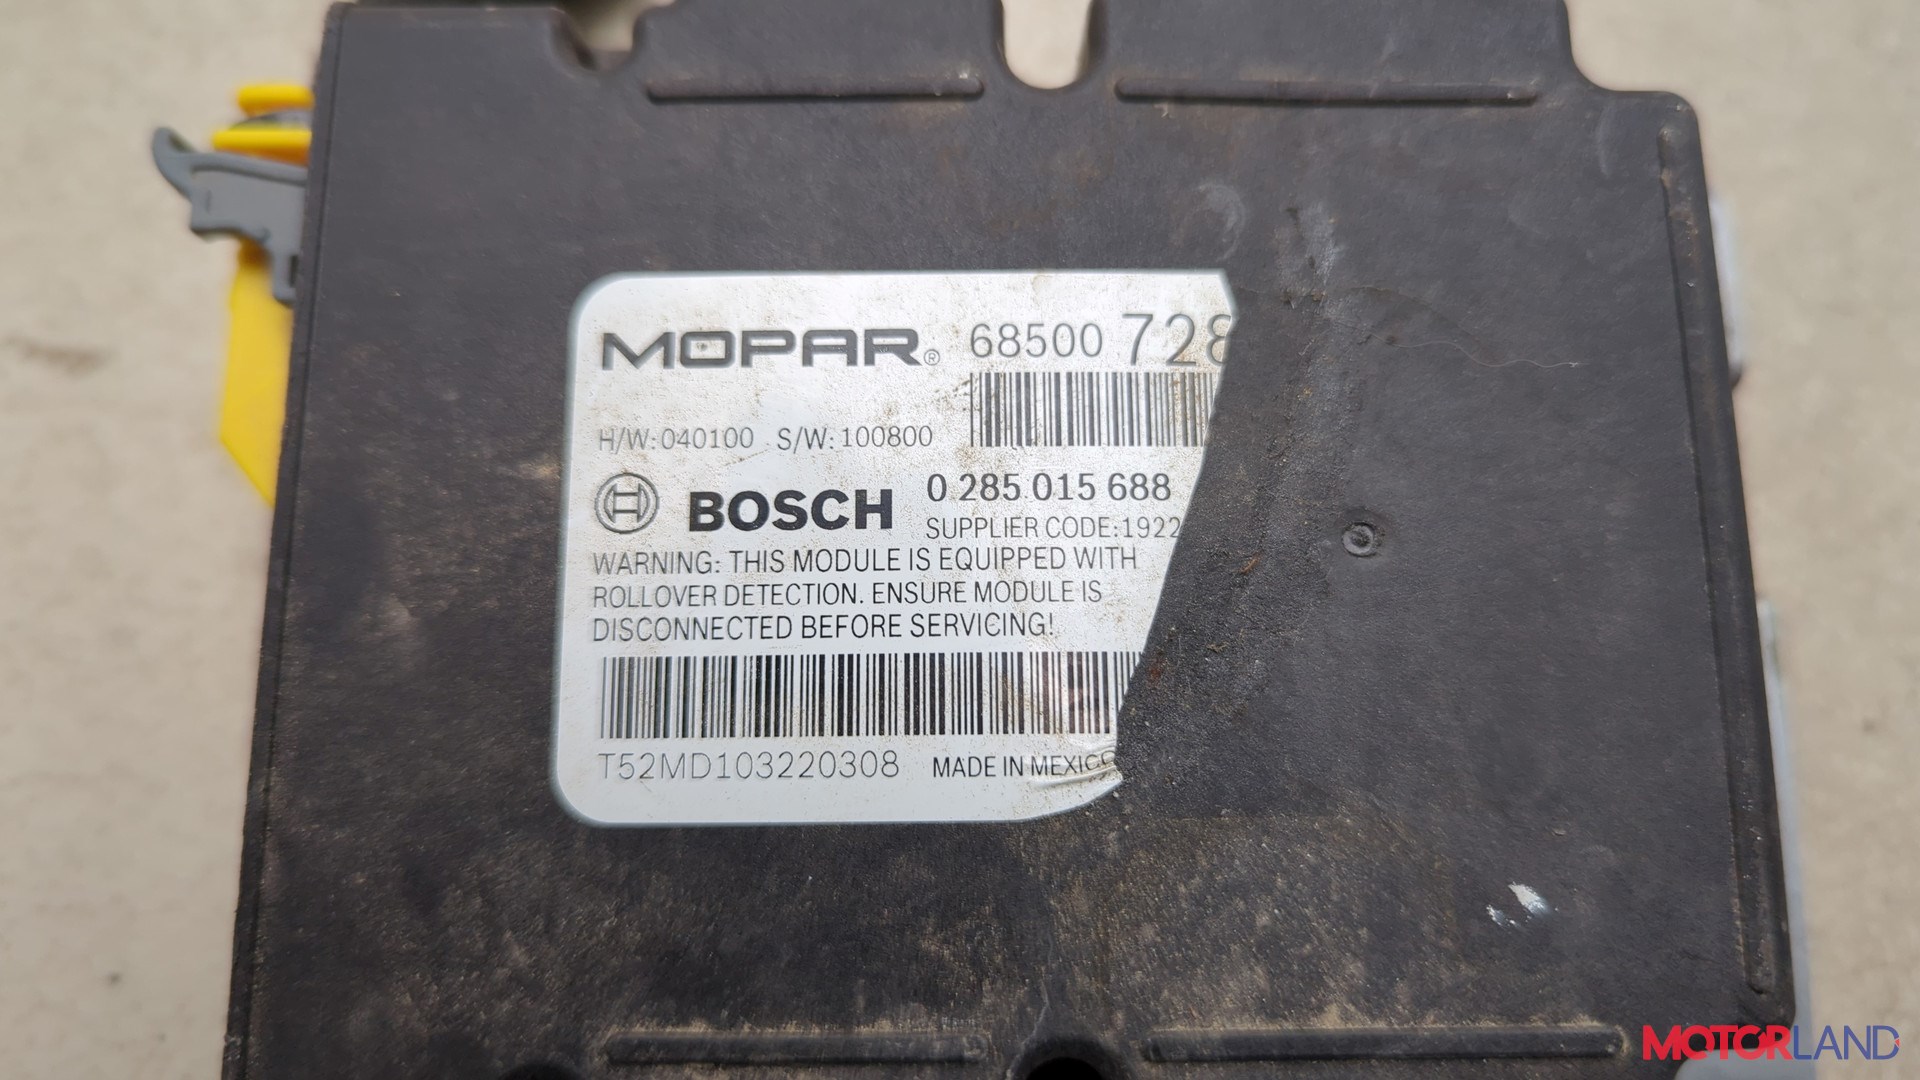 MOPAR® 68500 728
H/W:040100 S/W:100800
BOSCH 0 285 015 688
SUPPLIER CODE:1922
WARNING: THIS MODULE IS EQUIPPED WITH
ROLLOVER DETECTION. ENSURE MODULE IS
DISCONNECTED BEFORE SERVICING!
T52MD103220308 MADE IN MEXICO
MOTORLAND